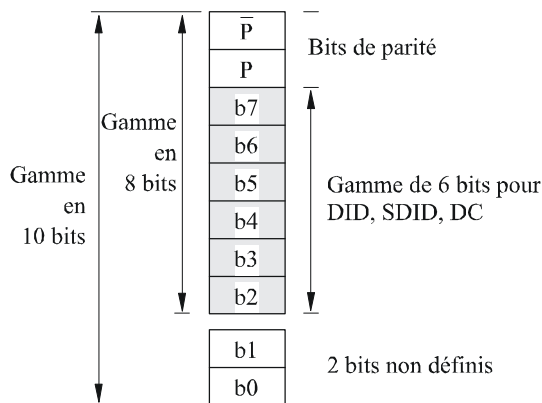 P̅
P
b7
b6
b5
b4
b3
b2
b1
b0
Gamme
en
10 bits
Gamme
en
8 bits
Bits de parité
Gamme de 6 bits pour
DID, SDID, DC
2 bits non définis